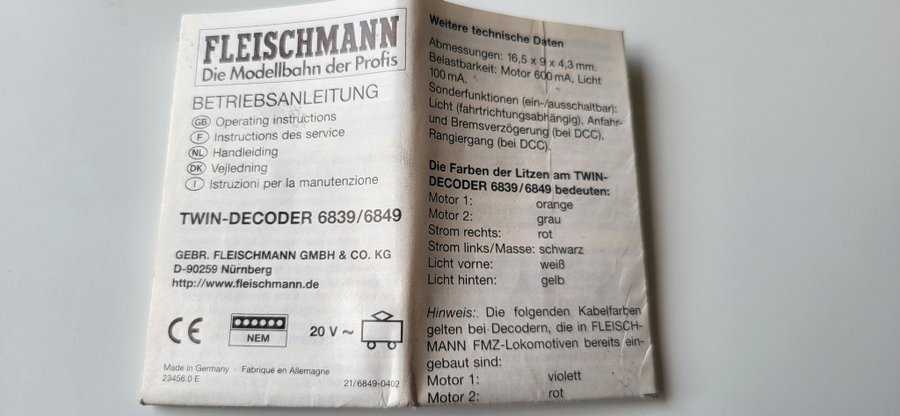 FLEISCHMANN
Die Modellbahn der Profis
BETRIEBSANLEITUNG
GB Operating instructions
F Instructions des service
NL Handleiding
DK Vejledning
I Istruzioni per la manutenzione
TWIN-DECODER 6839/6849
GEBR. FLEISCHMANN GMBH & CO. KG
D-90259 Nürnberg
http://www.fleischmann.de
CE
NEM
20 V ~
Made in Germany · Fabriqué en Allemagne
23456.0 E
21/6849-0402
Weitere technische Daten
Abmessungen: 16,5 x 9 x 4,3 mm.
Belastbarkeit: Motor 600 mA, Licht
100 mA.
Sonderfunktionen (ein-/ausschaltbar):
Licht (fahrtrichtungsabhängig), Anfahr-
und Bremsverzögerung (bei DCC),
Rangiergang (bei DCC).
Die Farben der Litzen am TWIN-
DECODER 6839/6849 bedeuten:
Motor 1: orange
Motor 2: grau
Strom rechts: rot
Strom links/Masse: schwarz
Licht vorne: weiß
Licht hinten: gelb
Hinweis: Die folgenden Kabelfarben
gelten bei Decodern, die in FLEISCH-
MANN FMZ-Lokomotiven bereits ein-
gebaut sind:
Motor 1: violett
Motor 2: rot